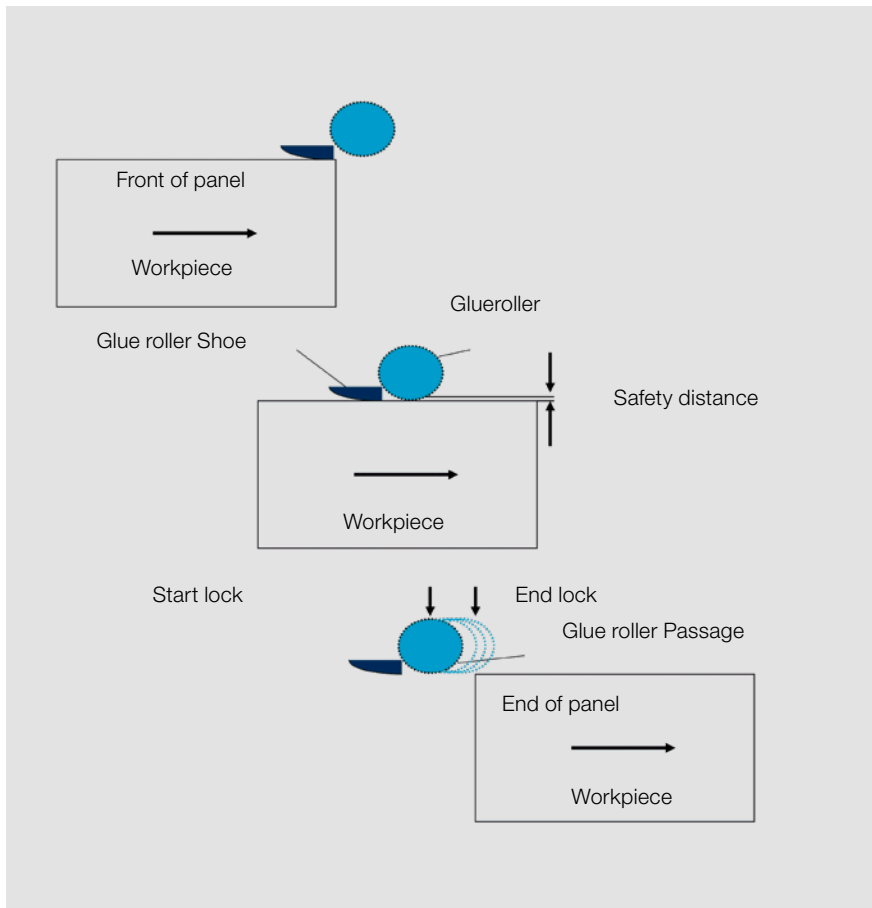 Front of panel
Workpiece
Glueroller
Glue roller Shoe
Safety distance
Workpiece
Start lock
End lock
Glue roller Passage
End of panel
Workpiece